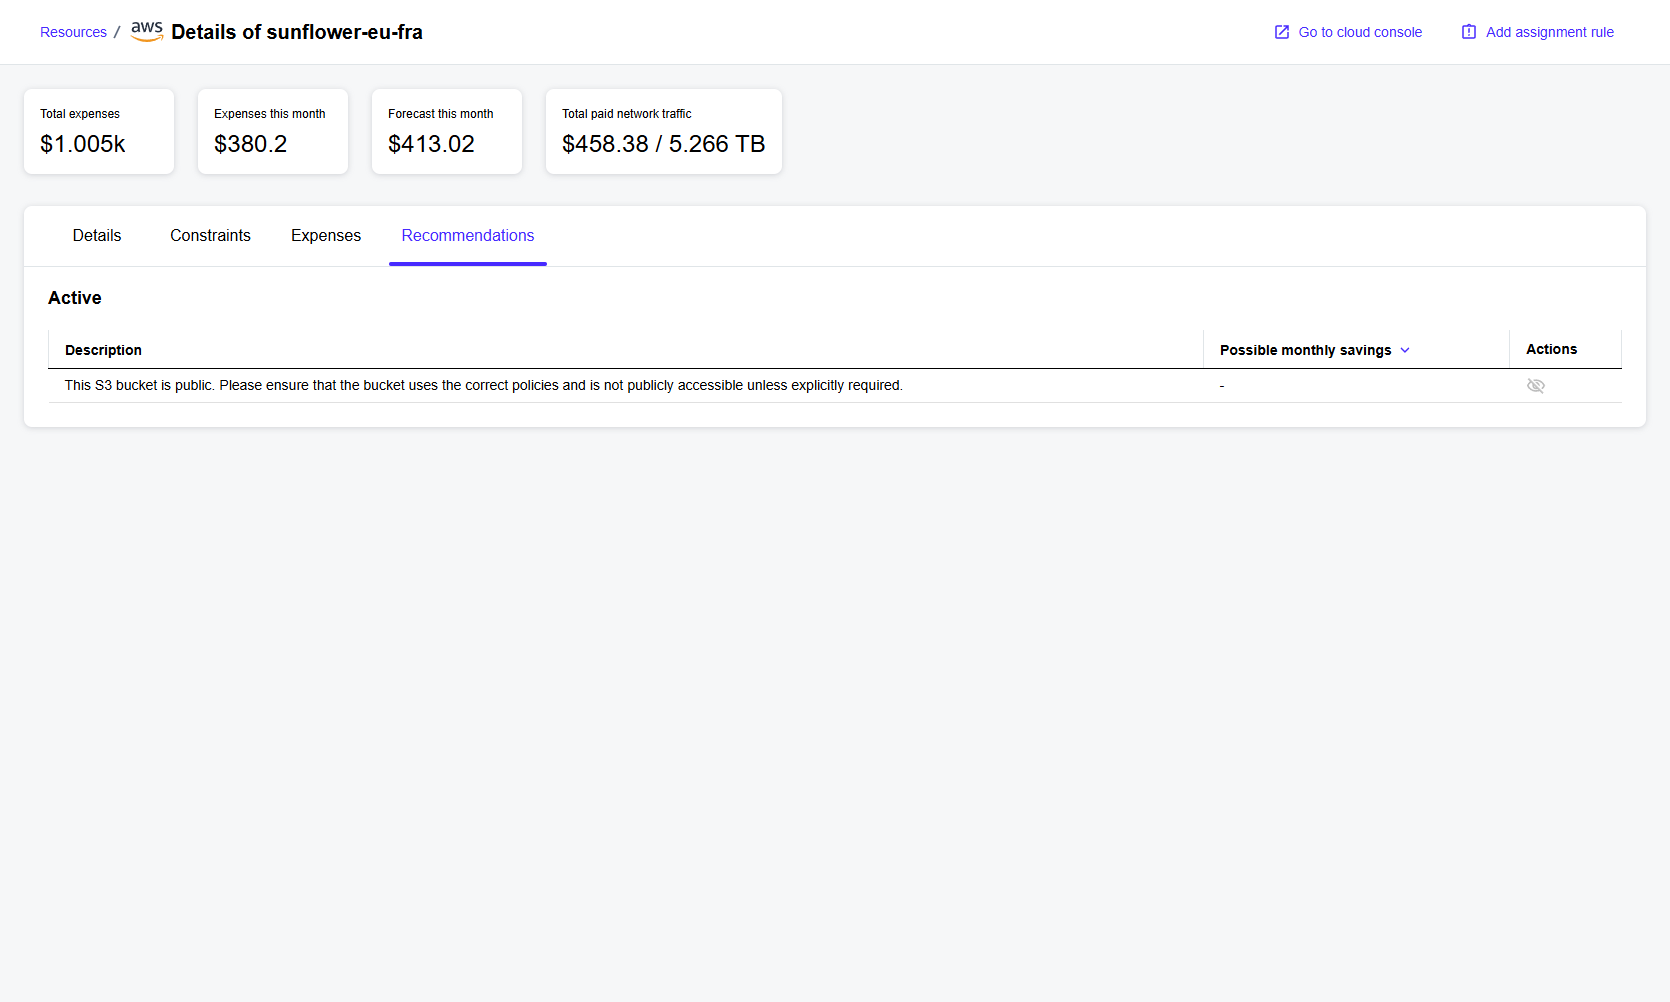 Resources / aws Details of sunflower-eu-fra
Go to cloud console
Add assignment rule
Total expenses
$1.005k
Expenses this month
$380.2
Forecast this month
$413.02
Total paid network traffic
$458.38 / 5.266 TB
Details
Constraints
Expenses
Recommendations
Active
Description
Possible monthly savings
Actions
This S3 bucket is public. Please ensure that the bucket uses the correct policies and is not publicly accessible unless explicitly required.
-